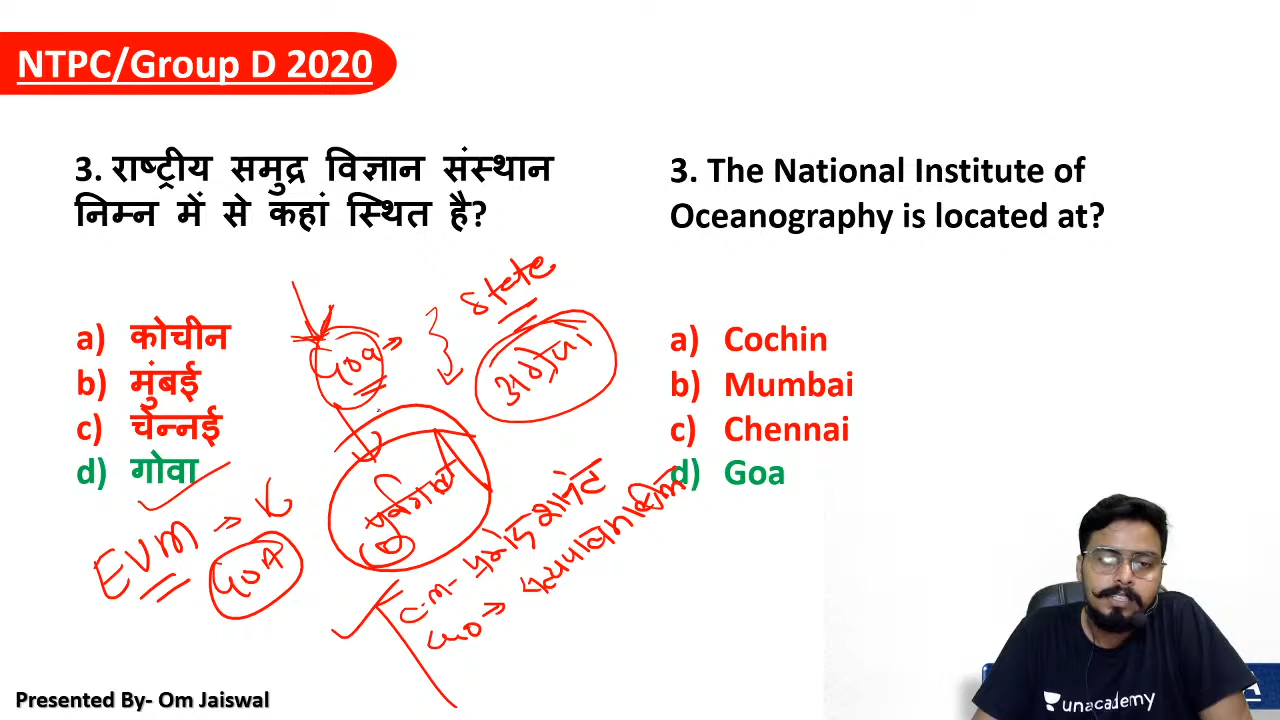 NTPC/Group D 2020
3. राष्ट्रीय समुद्र विज्ञान संस्थान
निम्न में से कहां स्थित है?
a) कोचीन
b) मुंबई
c) चेन्नई
d) गोवा
3. The National Institute of
Oceanography is located at?
a) Cochin
b) Mumbai
c) Chennai
d) Goa
State
Goa
EVM
GOA
C.M-
unacademy
Presented By- Om Jaiswal